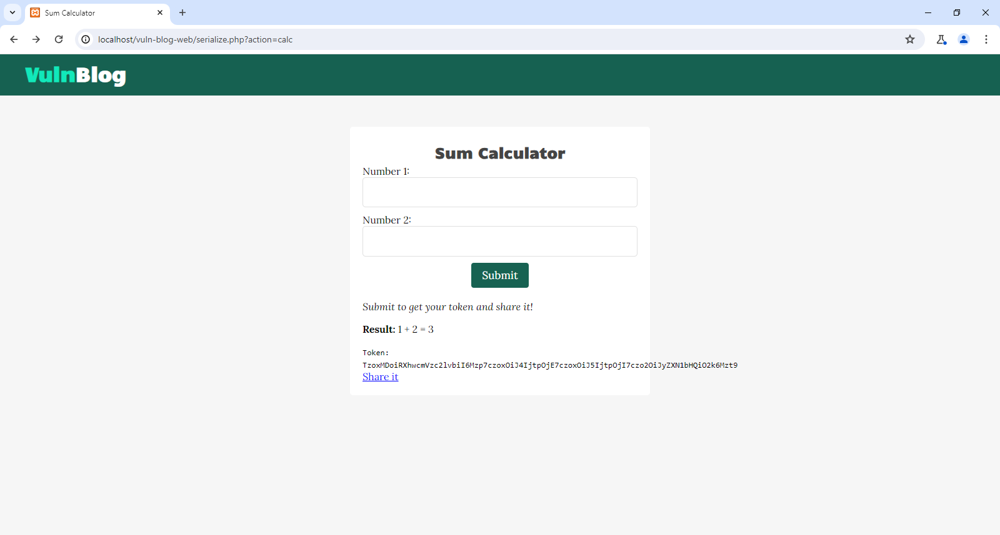 Sum Calculator
localhost/vuln-blog-web/serialize.php?action=calc
VulnBlog
Sum Calculator
Number 1:
Number 2:
Submit
Submit to get your token and share it!
Result: 1 + 2 = 3
Token:
TzoxMDoiRXhwcmVzc2lvbiI6Mzp7czoxOiJ4IjtpOjE7czoxOiJ5IjtpOjI7czo2OiJyZXN1bHQiO2k6Mzt9
Share it